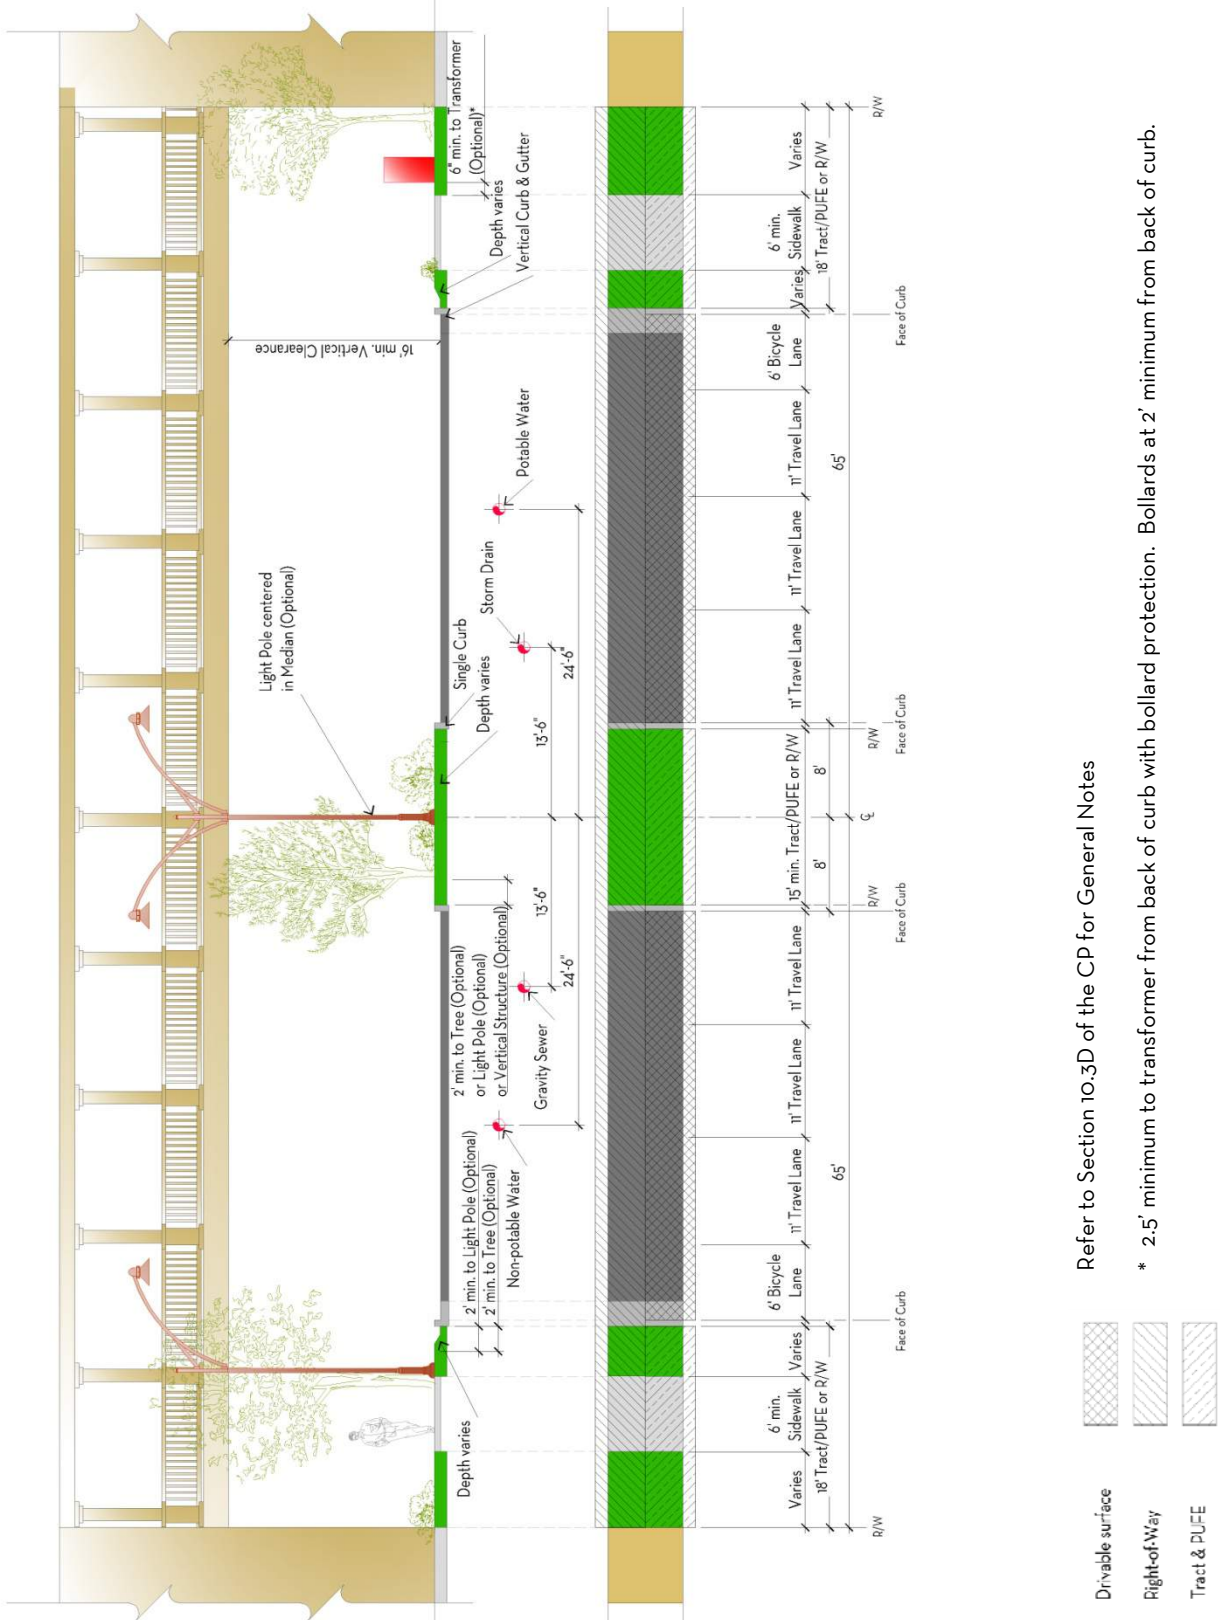 16' min. Vertical Clearance
Light Pole centered
in Median (Optional)
6" min. to Transformer
(Optional)*
Depth varies
Vertical Curb & Gutter
Single Curb
Depth varies
2' min. to Tree (Optional)
or Light Pole (Optional)
or Vertical Structure (Optional)
2' min. to Light Pole (Optional)
2' min. to Tree (Optional)
Depth varies
Non-potable Water
Gravity Sewer
Storm Drain
Potable Water
24'-6"
13'-6"
13'-6"
24'-6"
Varies
6' min.
Sidewalk
Varies
6' Bicycle
Lane
11' Travel Lane
11' Travel Lane
11' Travel Lane
15' min. Tract/PUFE or R/W
11' Travel Lane
11' Travel Lane
11' Travel Lane
6' Bicycle
Lane
Varies
6' min.
Sidewalk
Varies
18' Tract/PUFE or R/W
8'
8'
18' Tract/PUFE or R/W
65'
65'
R/W
Face of Curb
R/W
Face of Curb
℄
R/W
Face of Curb
Face of Curb
R/W
Drivable surface
Right-of-Way
Tract & PUFE
Refer to Section 10.3D of the CP for General Notes
* 2.5' minimum to transformer from back of curb with bollard protection. Bollards at 2' minimum from back of curb.